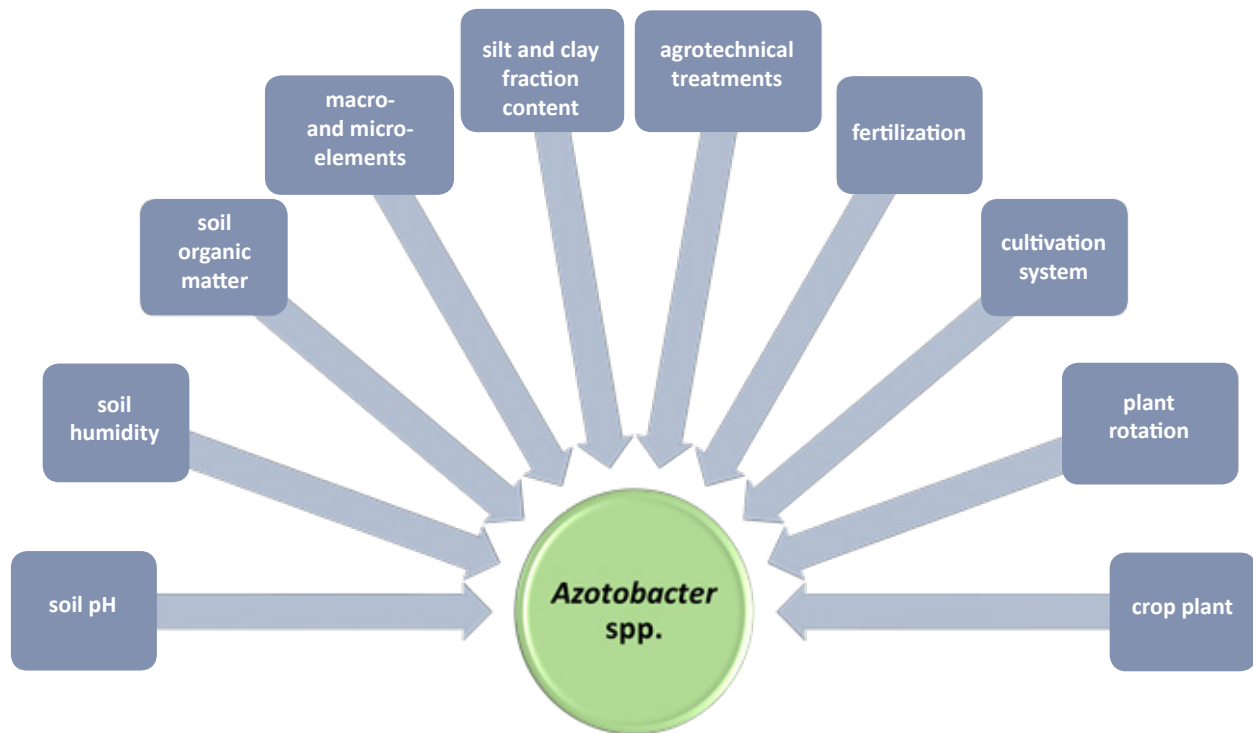 silt and clay
fraction
content
agrotechnical
treatments
macro-
and micro-
elements
fertilization
soil
organic
matter
cultivation
system
soil
humidity
plant
rotation
Azotobacter
spp.
soil pH
crop plant